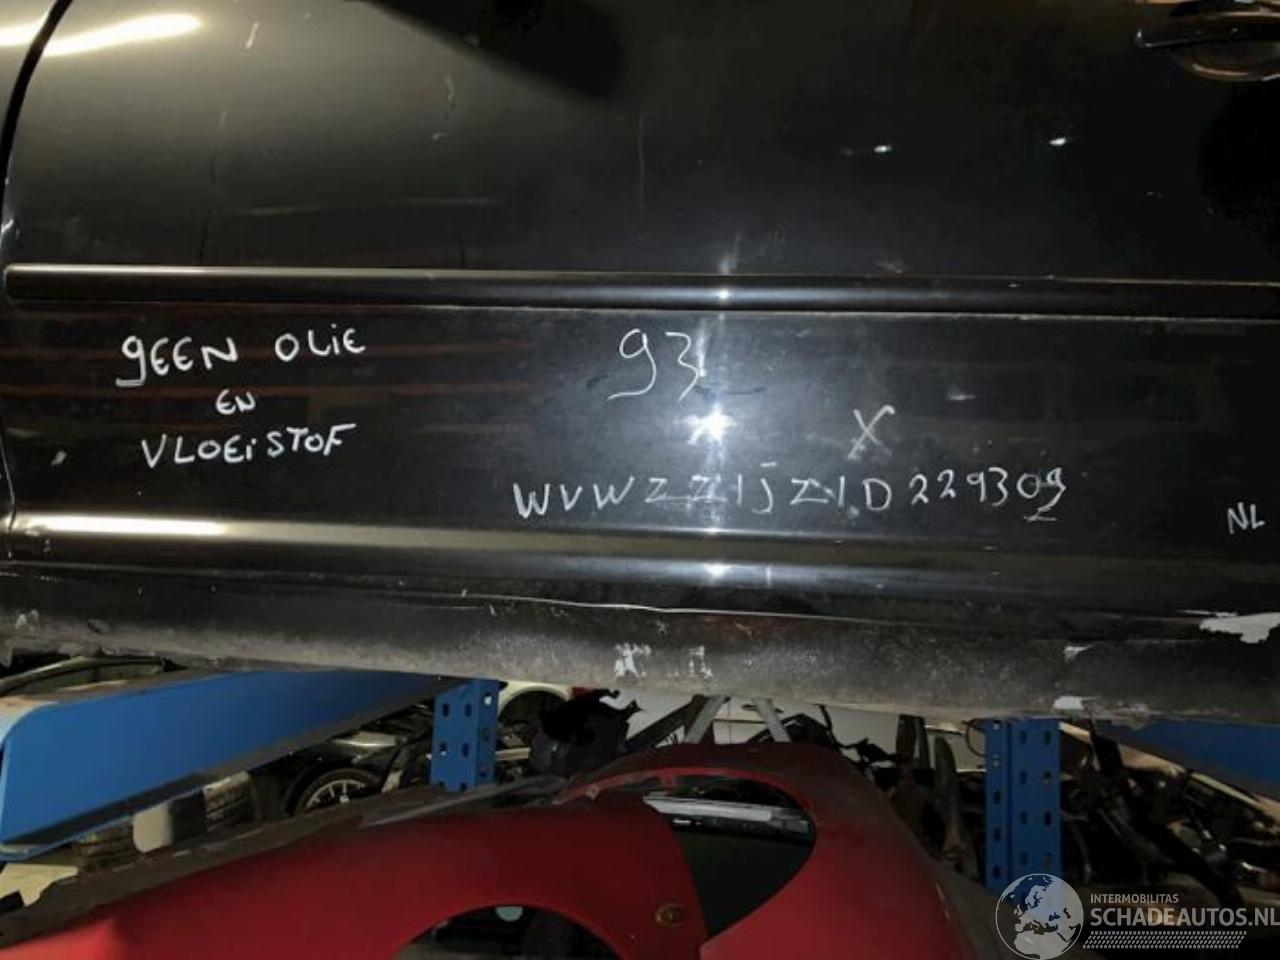 gEEN OLiE
EN
VLOEiSTOF
93
X
WVWZZZ1JZ1D229309
NL
INTERMOBILITAS
SCHADEAUTOS.NL